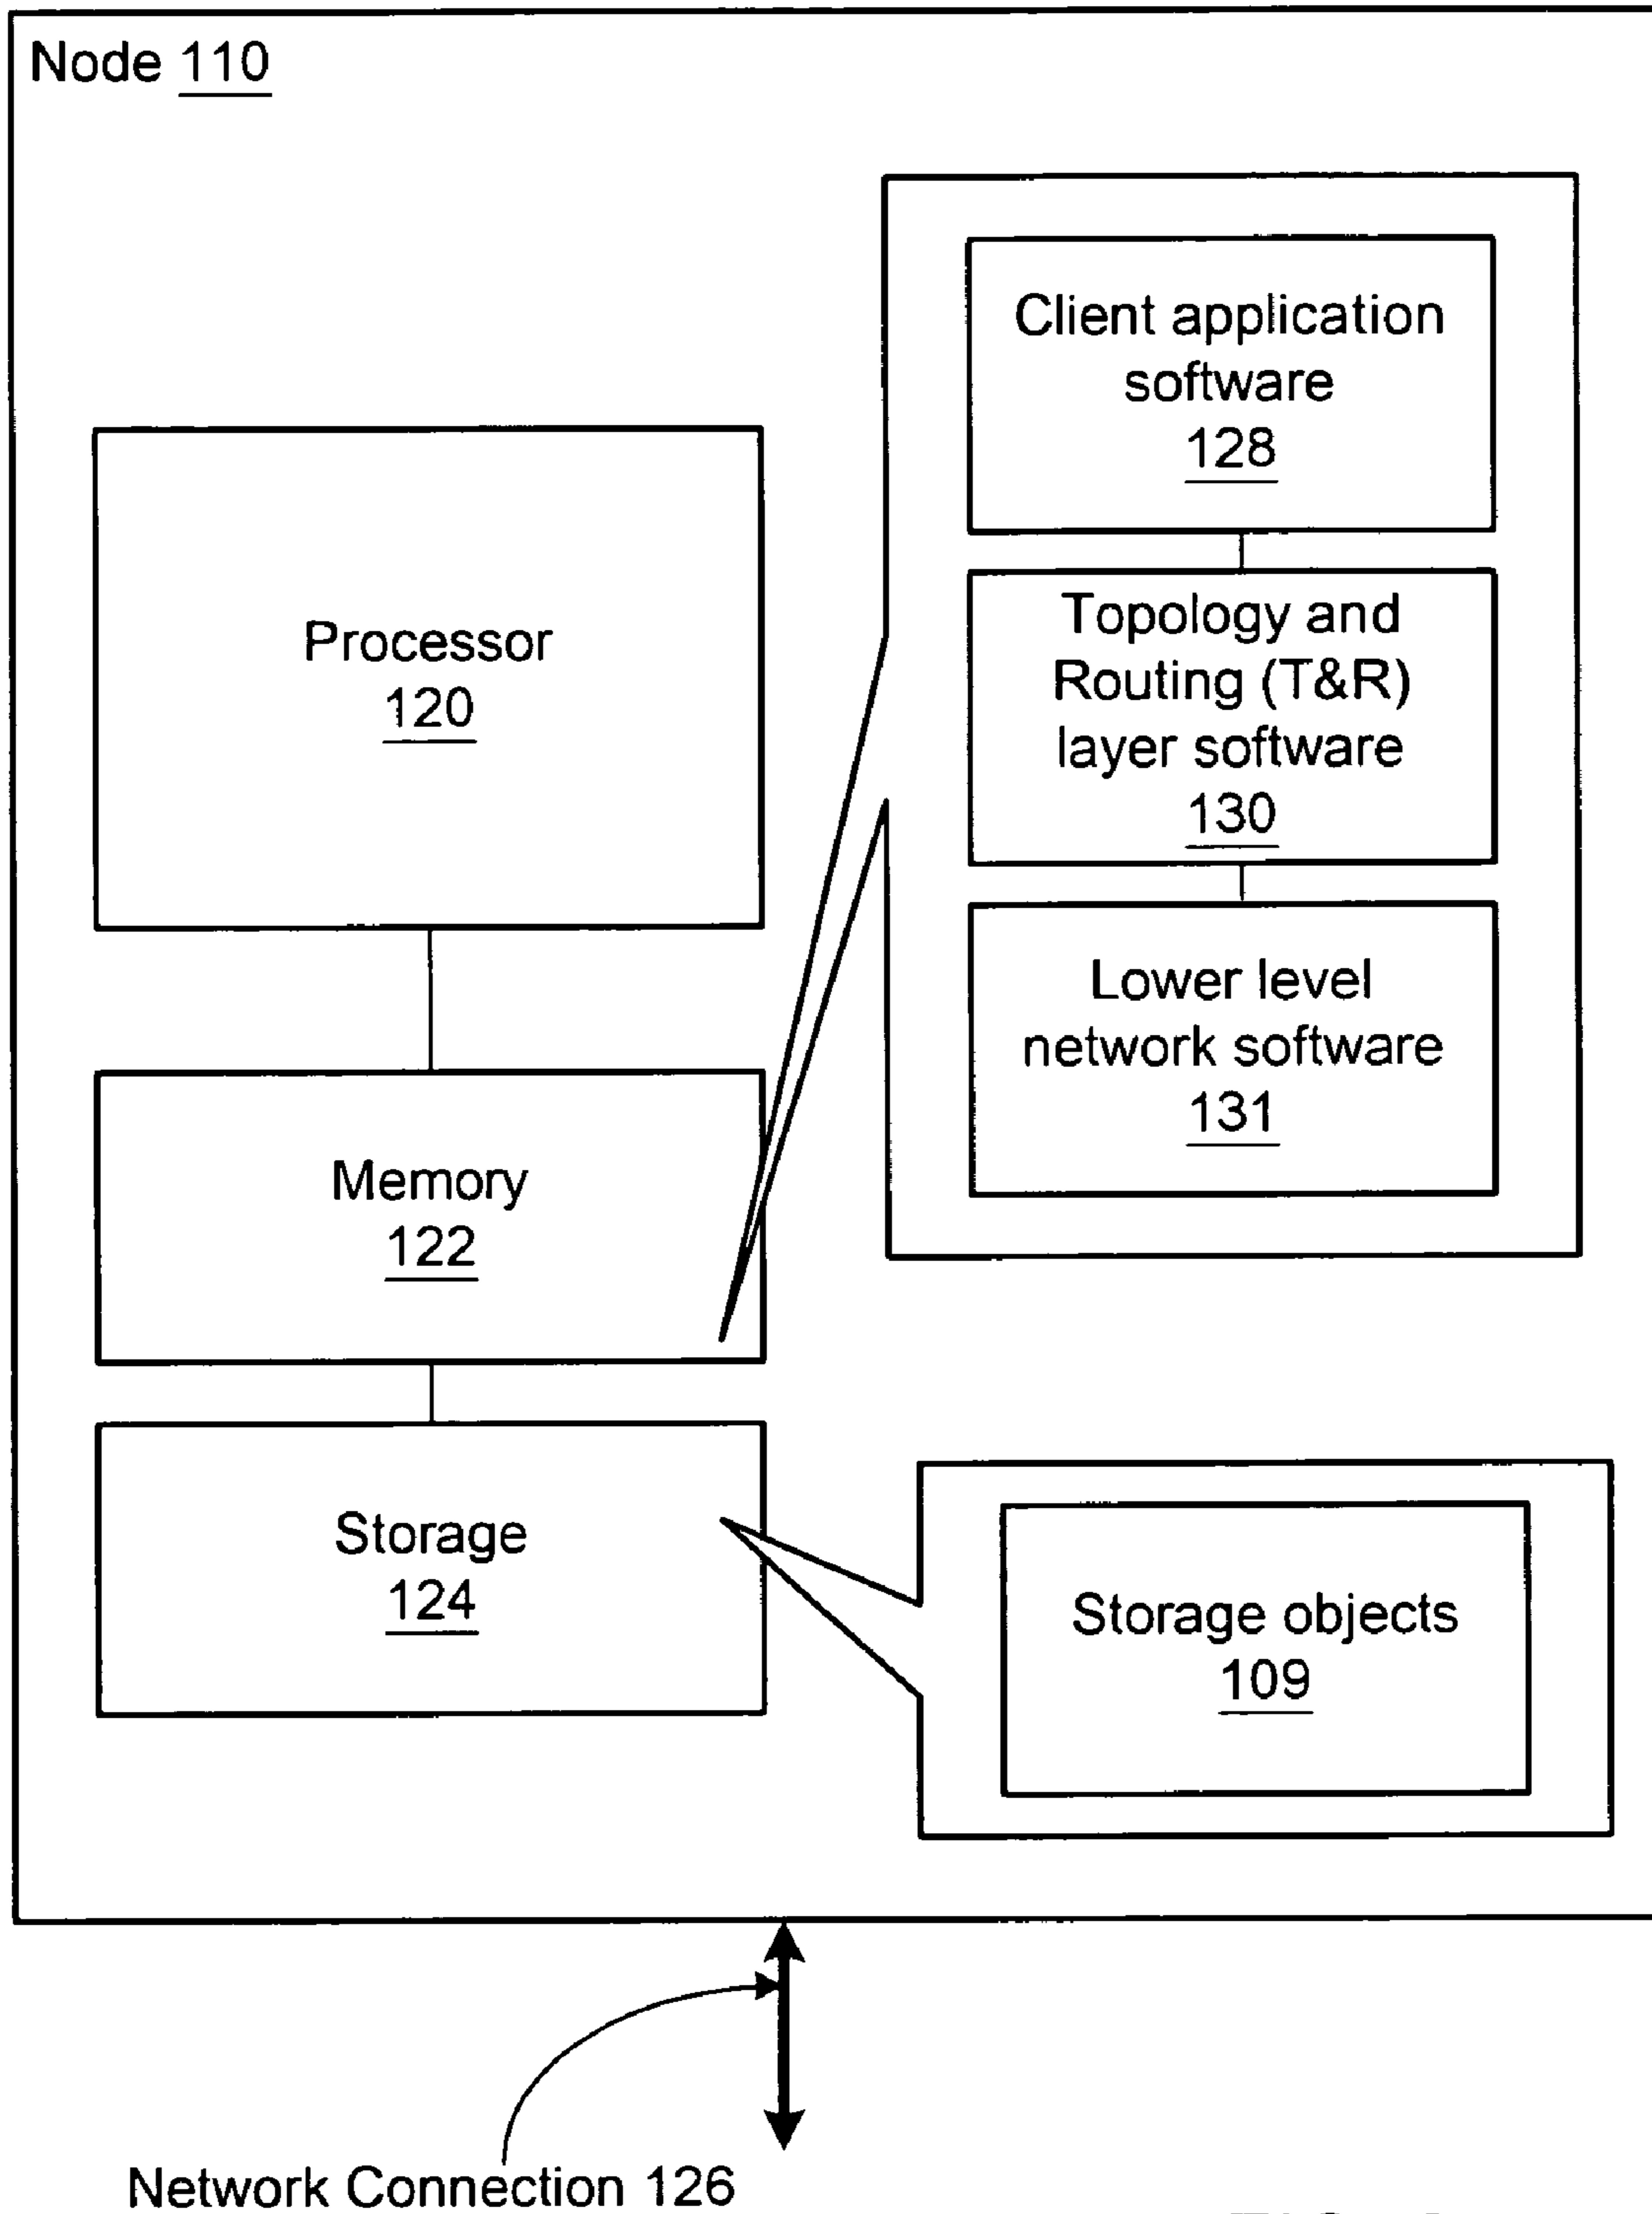 Node 110
Client application
software
128
Processor
120
Topology and
Routing (T&R)
layer software
130
Lower level
network software
131
Memory
122
Storage
124
Storage objects
109
Network Connection 126